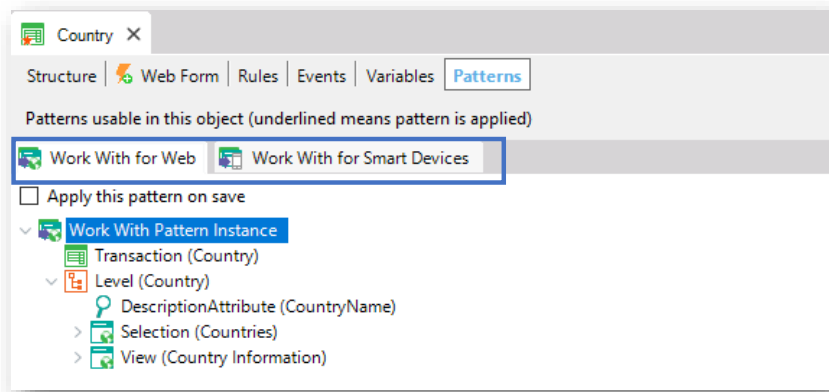 Country
Structure Web Form Rules Events Variables Patterns
Patterns usable in this object (underlined means pattern is applied)
Work With for Web Work With for Smart Devices
Apply this pattern on save
Work With Pattern Instance
Transaction (Country)
Level (Country)
DescriptionAttribute (CountryName)
Selection (Countries)
View (Country Information)